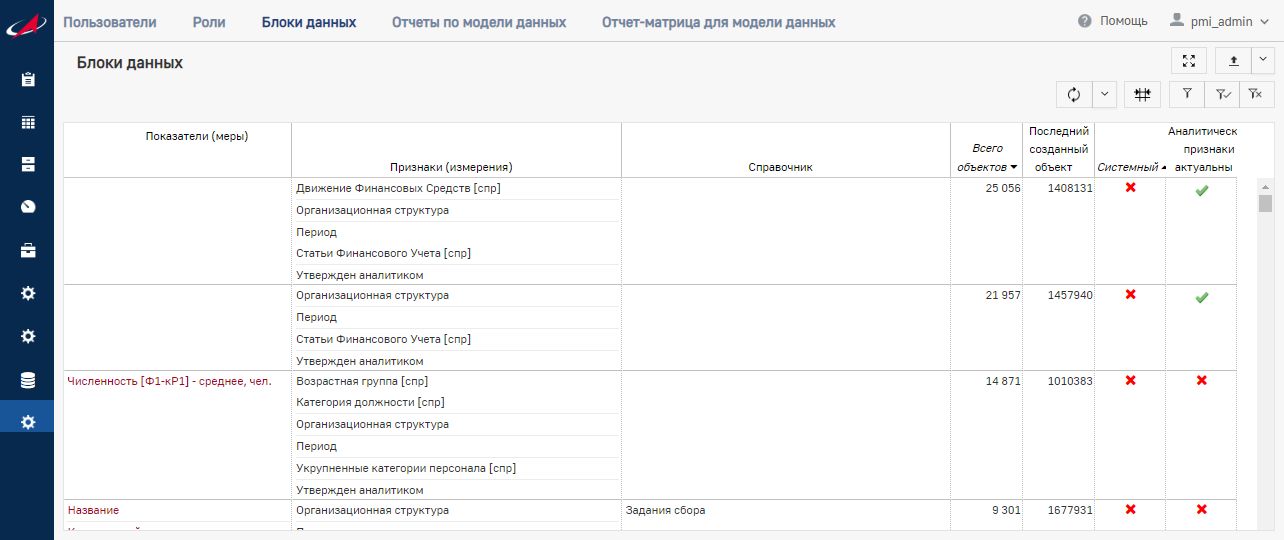 Пользователи Роли Блоки данных Отчеты по модели данных Отчет-матрица для модели данных Помощь pmi_admin
Блоки данных
Показатели (меры) Признаки (измерения) Справочник Всего объектов Последний созданный объект Системный Аналитическ признаки актуальны
Движение Финансовых Средств [спр] 25 056 1408131
Организационная структура
Период
Статьи Финансового Учета [спр]
Утвержден аналитиком
Организационная структура 21 957 1457940
Период
Статьи Финансового Учета [спр]
Утвержден аналитиком
Численность [Ф1-кР1] - среднее, чел. Возрастная группа [спр] 14 871 1010383
Категория должности [спр]
Организационная структура
Период
Укрупненные категории персонала [спр]
Утвержден аналитиком
Название Организационная структура Задания сбора 9 301 1677931